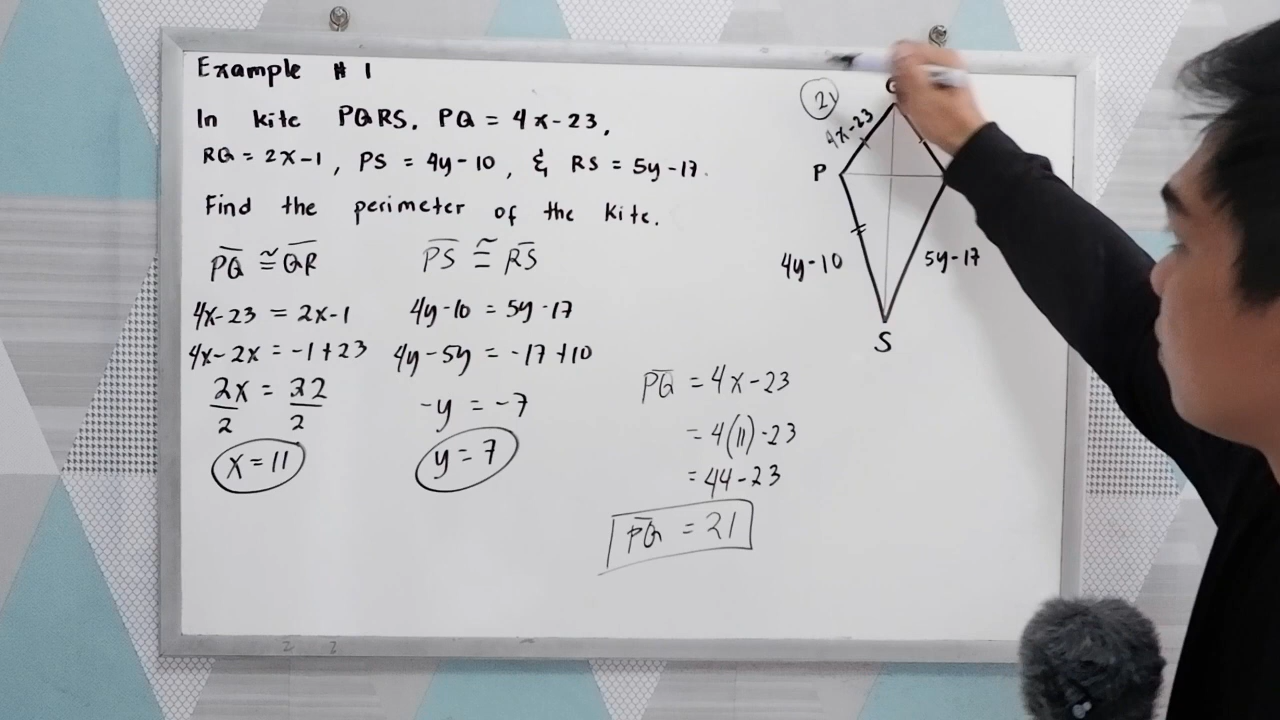 Example # 1
In kite PQRS, PQ = 4x-23,
RQ = 2x-1, PS = 4y-10, & RS = 5y-17.
Find the perimeter of the kite.
PQ ≅ QR
4x-23 = 2x-1
4x-2x = -1+23
2x = 22
2 2
x = 11
PS ≅ RS
4y-10 = 5y-17
4y-5y = -17+10
-y = -7
y = 7
PQ = 4x-23
= 4(11)-23
= 44-23
PQ = 21
21
4x-23
P
4y-10
5y-17
S